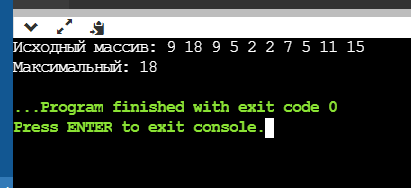 Исходный массив: 9 18 9 5 2 2 7 5 11 15
Максимальный: 18
...Program finished with exit code 0
Press ENTER to exit console.